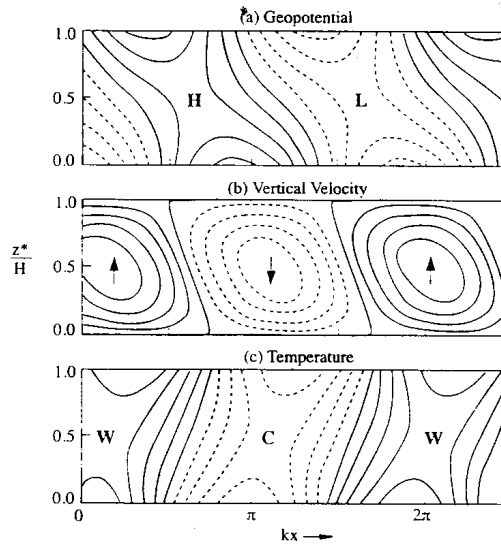 *(a) Geopotential
1.0
0.5
0.0
H
L
(b) Vertical Velocity
1.0
0.5
0.0
z*
H
(c) Temperature
1.0
0.5
0.0
W
C
W
0
π
2π
kx